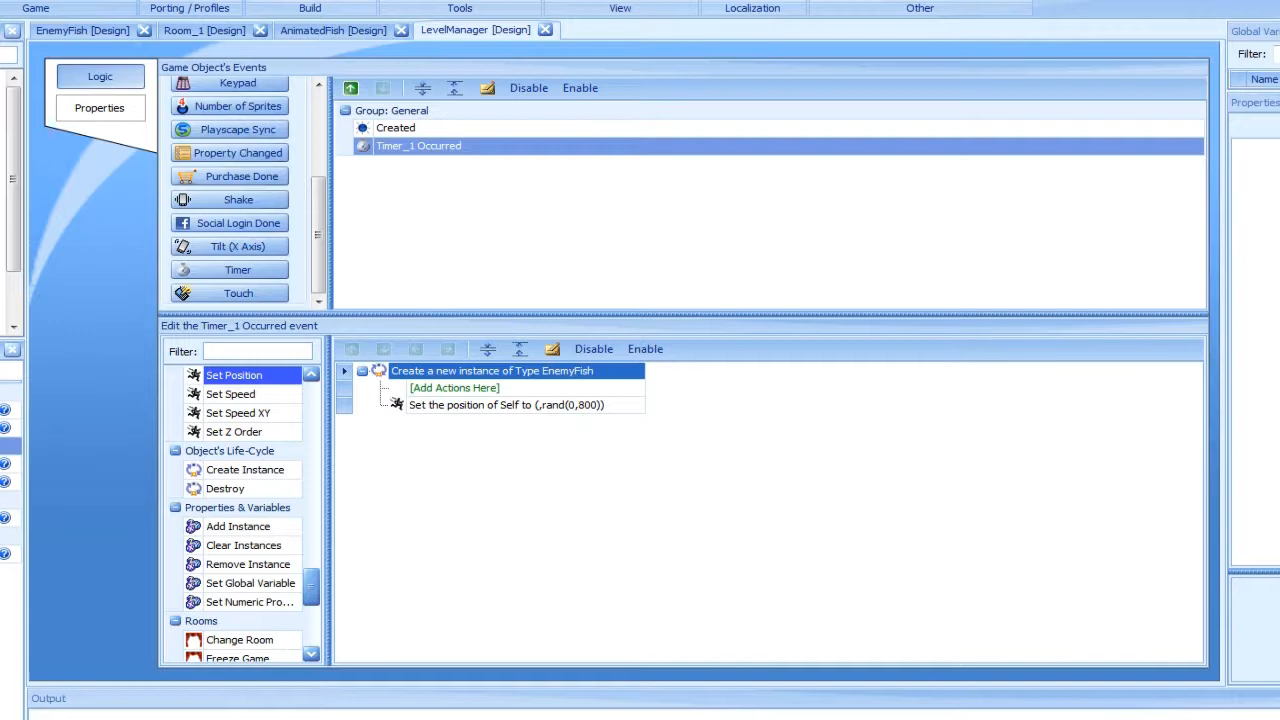 Game Porting / Profiles Build Tools View Localization Other
EnemyFish [Design] Room_1 [Design] AnimatedFish [Design] LevelManager [Design]
Global Var
Filter:
Name
Properties
Logic
Properties
Game Object's Events
Keypad
Number of Sprites
Playscape Sync
Property Changed
Purchase Done
Shake
Social Login Done
Tilt (X Axis)
Timer
Touch
Disable Enable
Group: General
Created
Timer_1 Occurred
Edit the Timer_1 Occurred event
Filter:
Set Position
Set Speed
Set Speed XY
Set Z Order
Object's Life-Cycle
Create Instance
Destroy
Properties & Variables
Add Instance
Clear Instances
Remove Instance
Set Global Variable
Set Numeric Pro...
Rooms
Change Room
Freeze Game
Disable Enable
Create a new instance of Type EnemyFish
[Add Actions Here]
Set the position of Self to (,rand(0,800))
Output